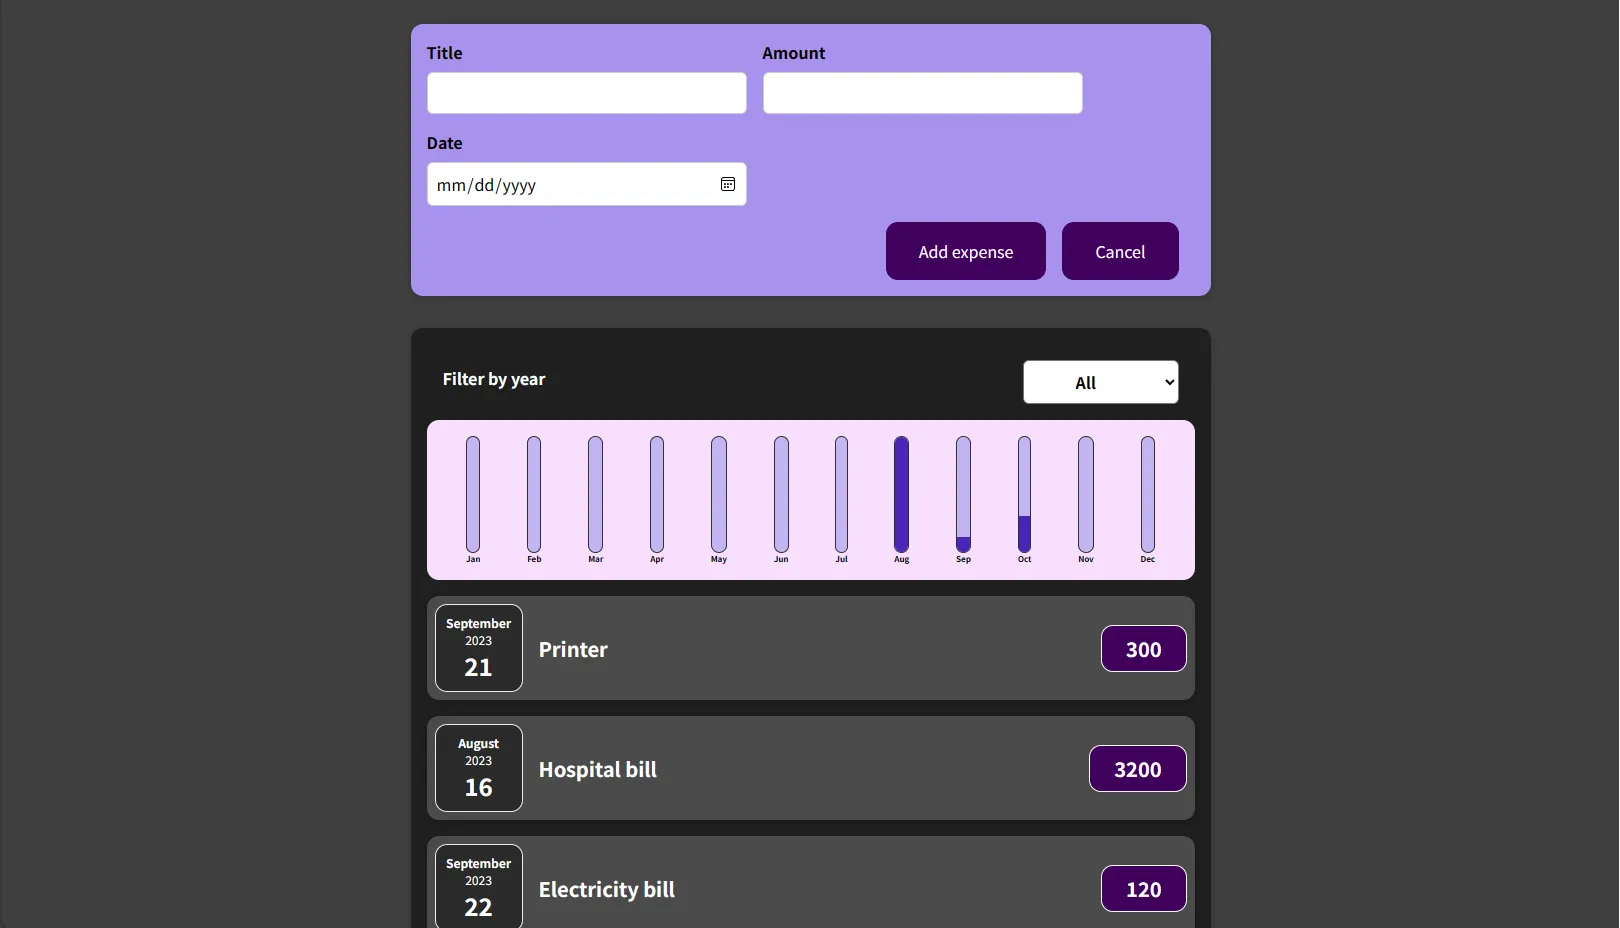 Title Amount
Date
mm/dd/yyyy
Add expense Cancel
Filter by year All
Jan Feb Mar Apr May Jun Jul Aug Sep Oct Nov Dec
September
2023
21
Printer
300
August
2023
16
Hospital bill
3200
September
2023
22
Electricity bill
120